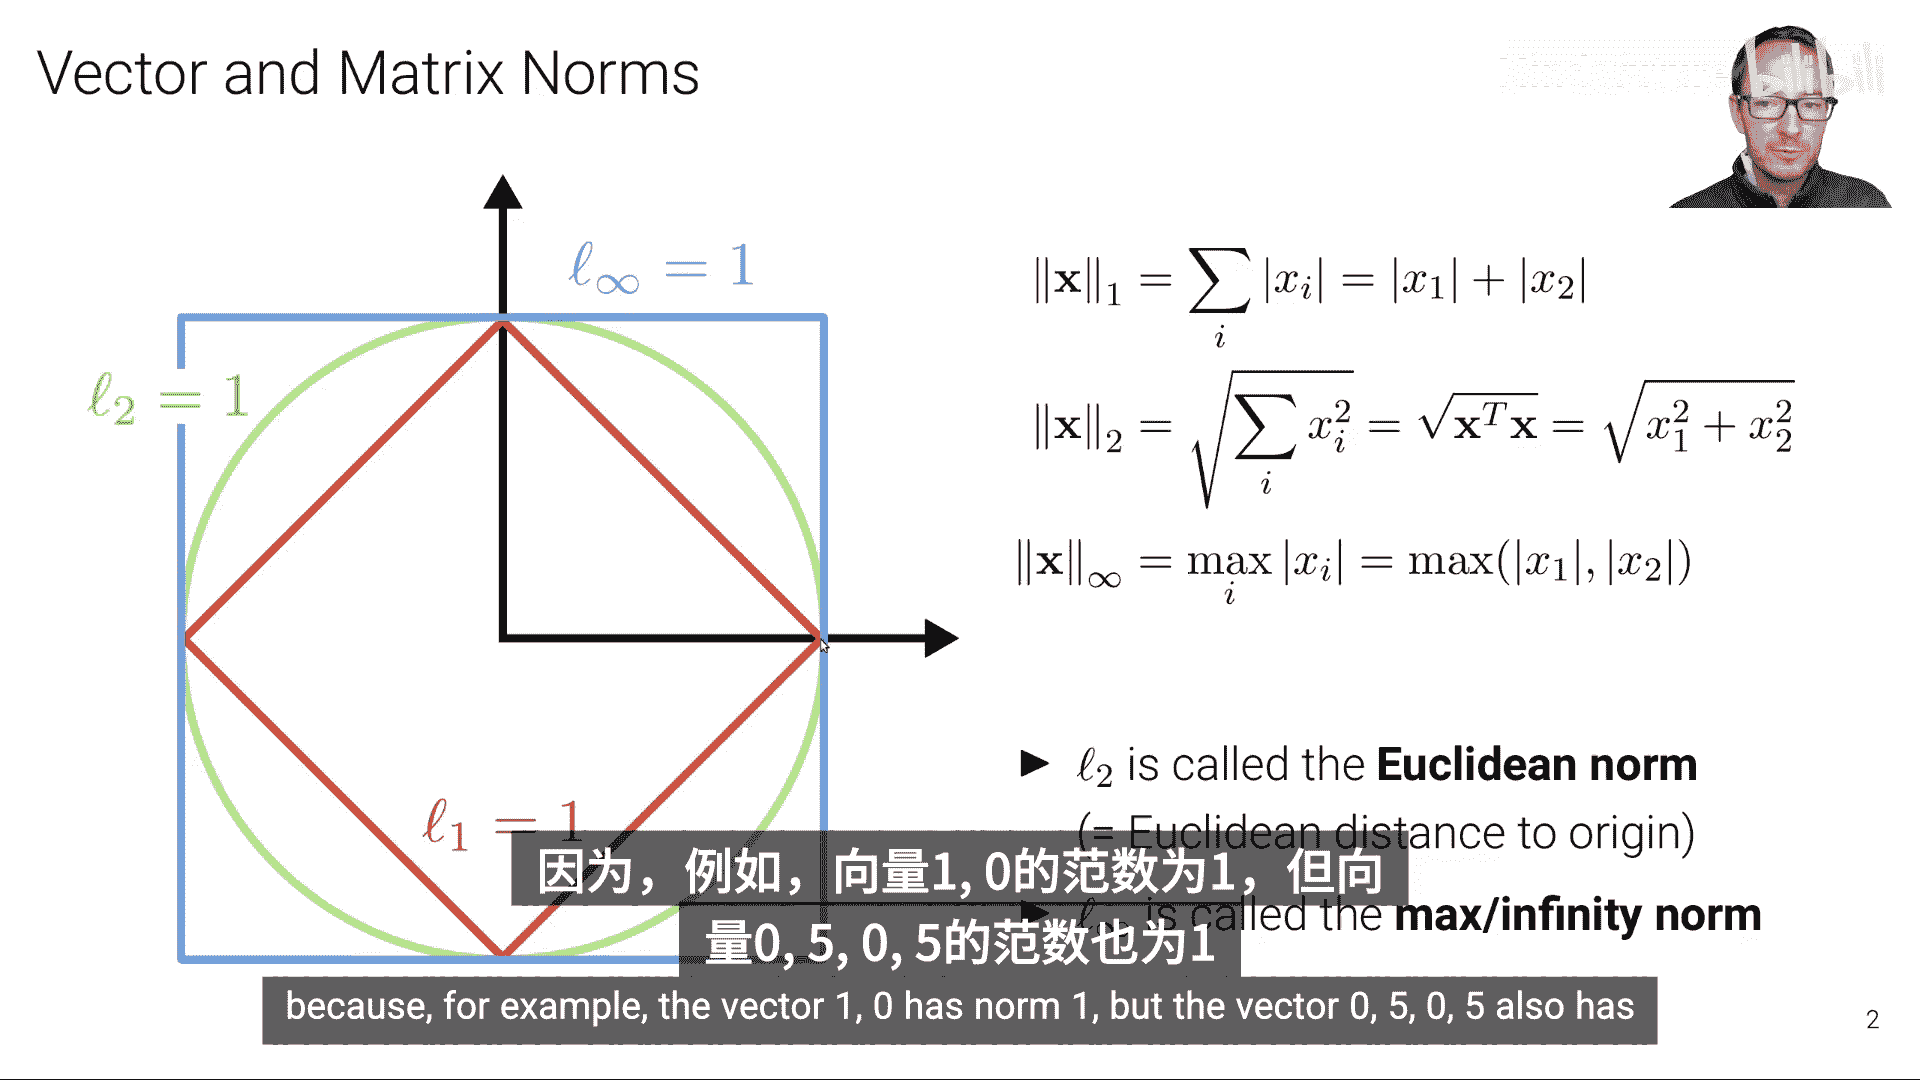 Vector and Matrix Norms
bilibili
ℓ∞ = 1
ℓ2 = 1
ℓ1 = 1
‖x‖1 = ∑i |xi| = |x1| + |x2|
‖x‖2 = √(∑i xi²) = √(xᵀx) = √(x1² + x2²)
‖x‖∞ = max i |xi| = max(|x1|, |x2|)
► ℓ2 is called the Euclidean norm
(= Euclidean distance to origin)
► ℓ∞ is called the max/infinity norm
因为，例如，向量1, 0的范数为1，但向
量0, 5, 0, 5的范数也为1
because, for example, the vector 1, 0 has norm 1, but the vector 0, 5, 0, 5 also has
2